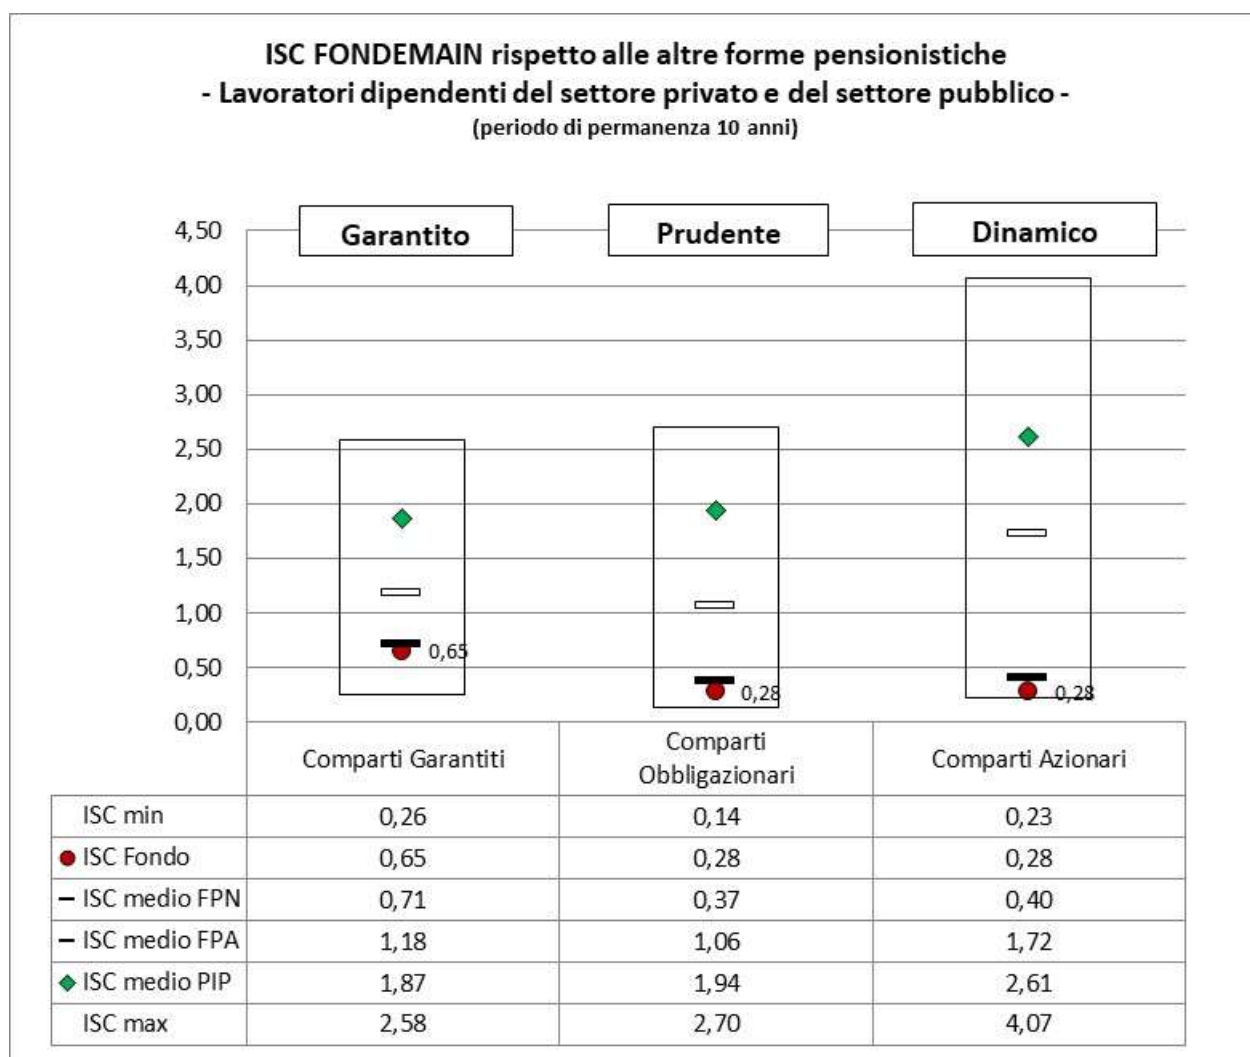 ISC FONDEMAIN rispetto alle altre forme pensionistiche
- Lavoratori dipendenti del settore privato e del settore pubblico -
(periodo di permanenza 10 anni)
Garantito Prudente Dinamico
4,50
4,00
3,50
3,00
2,50
2,00
1,50
1,00
0,50
0,00
0,65
0,28
0,28
Comparti Garantiti
Comparti
Obbligazionari
Comparti Azionari
ISC min 0,26 0,14 0,23
ISC Fondo 0,65 0,28 0,28
ISC medio FPN 0,71 0,37 0,40
ISC medio FPA 1,18 1,06 1,72
ISC medio PIP 1,87 1,94 2,61
ISC max 2,58 2,70 4,07